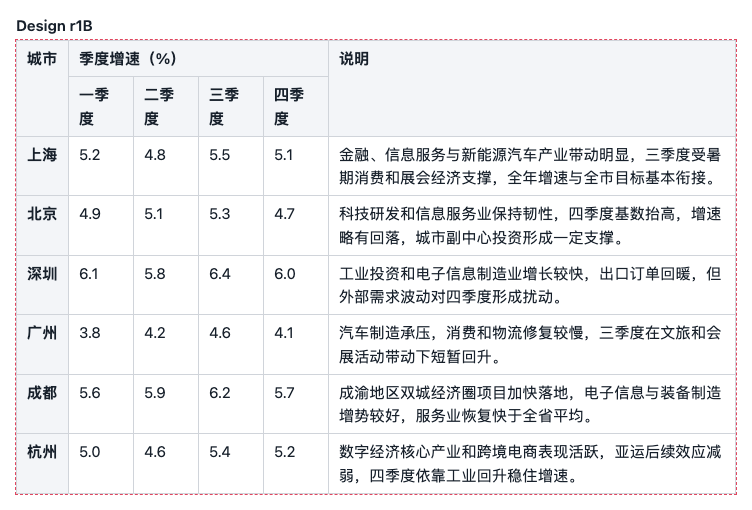 Design r1B
城市 季度增速（%） 说明
一季 二季 三季 四季
度 度 度 度
上海 5.2 4.8 5.5 5.1 金融、信息服务与新能源汽车产业带动明显，三季度受暑
期消费和展会经济支撑，全年增速与全市目标基本衔接。
北京 4.9 5.1 5.3 4.7 科技研发和信息服务业保持韧性，四季度基数抬高，增速
略有回落，城市副中心投资形成一定支撑。
深圳 6.1 5.8 6.4 6.0 工业投资和电子信息制造业增长较快，出口订单回暖，但
外部需求波动对四季度形成扰动。
广州 3.8 4.2 4.6 4.1 汽车制造承压，消费和物流修复较慢，三季度在文旅和会
展活动带动下短暂回升。
成都 5.6 5.9 6.2 5.7 成渝地区双城经济圈项目加快落地，电子信息与装备制造
增势较好，服务业恢复快于全省平均。
杭州 5.0 4.6 5.4 5.2 数字经济核心产业和跨境电商表现活跃，亚运后续效应减
弱，四季度依靠工业回升稳住增速。